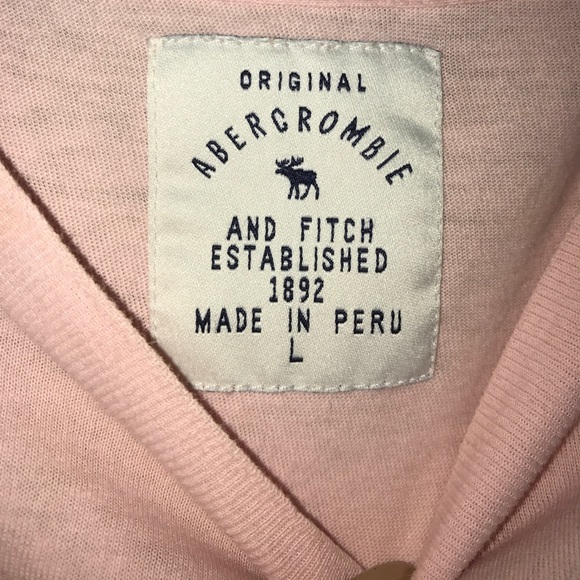 ORIGINAL
ABERCROMBIE
AND FITCH
ESTABLISHED
1892
MADE IN PERU
L